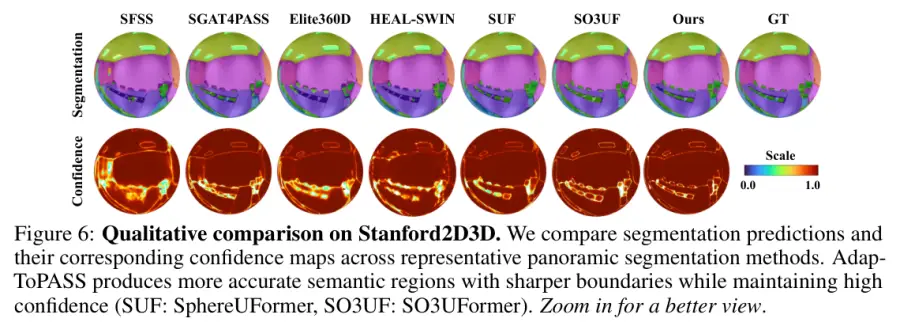 SFSS SGAT4PASS Elite360D HEAL-SWIN SUF SO3UF Ours GT
Segmentation
Confidence
Scale
0.0 1.0
Figure 6: Qualitative comparison on Stanford2D3D. We compare segmentation predictions and
their corresponding confidence maps across representative panoramic segmentation methods. Adap-
ToPASS produces more accurate semantic regions with sharper boundaries while maintaining high
confidence (SUF: SphereUFormer, SO3UF: SO3UFormer). Zoom in for a better view.